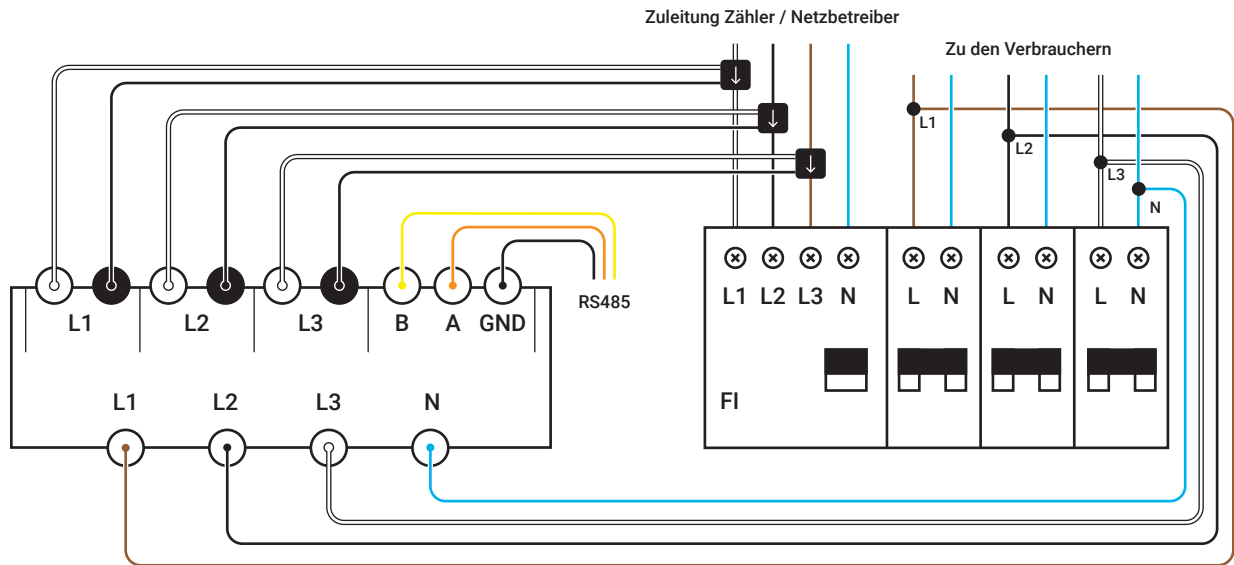 Zuleitung Zähler / Netzbetreiber
Zu den Verbrauchern
L1
L2
L3
N
L1 L2 L3 N L N L N L N
RS485
L1 L2 L3 B A GND
FI
L1 L2 L3 N